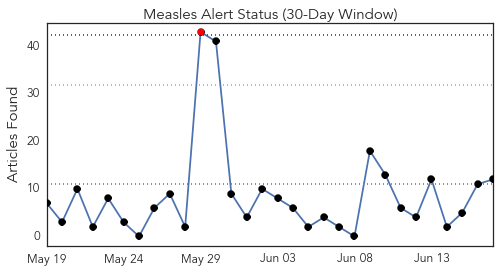 Measles Alert Status (30-Day Window)
Articles Found
40
30
20
10
0
May 19 May 24 May 29 Jun 03 Jun 08 Jun 13